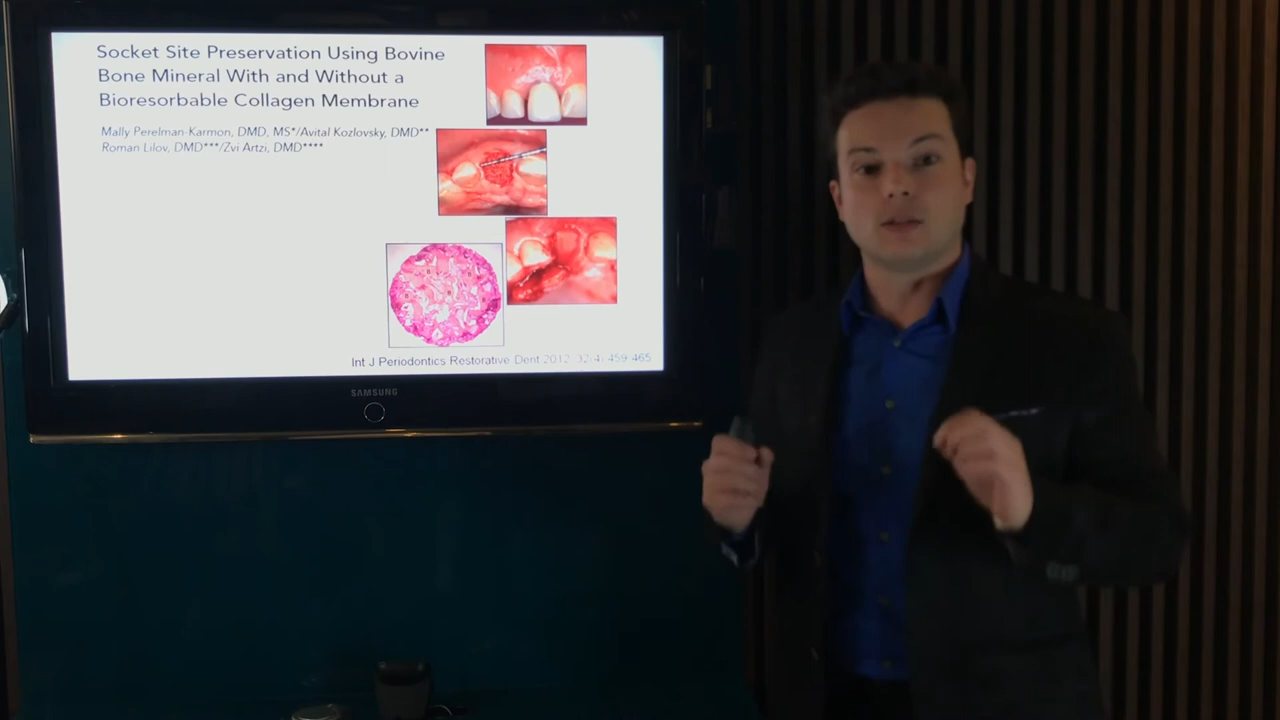 Socket Site Preservation Using Bovine
Bone Mineral With and Without a
Bioresorbable Collagen Membrane
Mally Perelman-Karmon, DMD, MS*/Avital Kozlovsky, DMD**
Roman Lilov, DMD***/Zvi Artzi, DMD****
Int J Periodontics Restorative Dent 2012;32(4):459-465
SAMSUNG